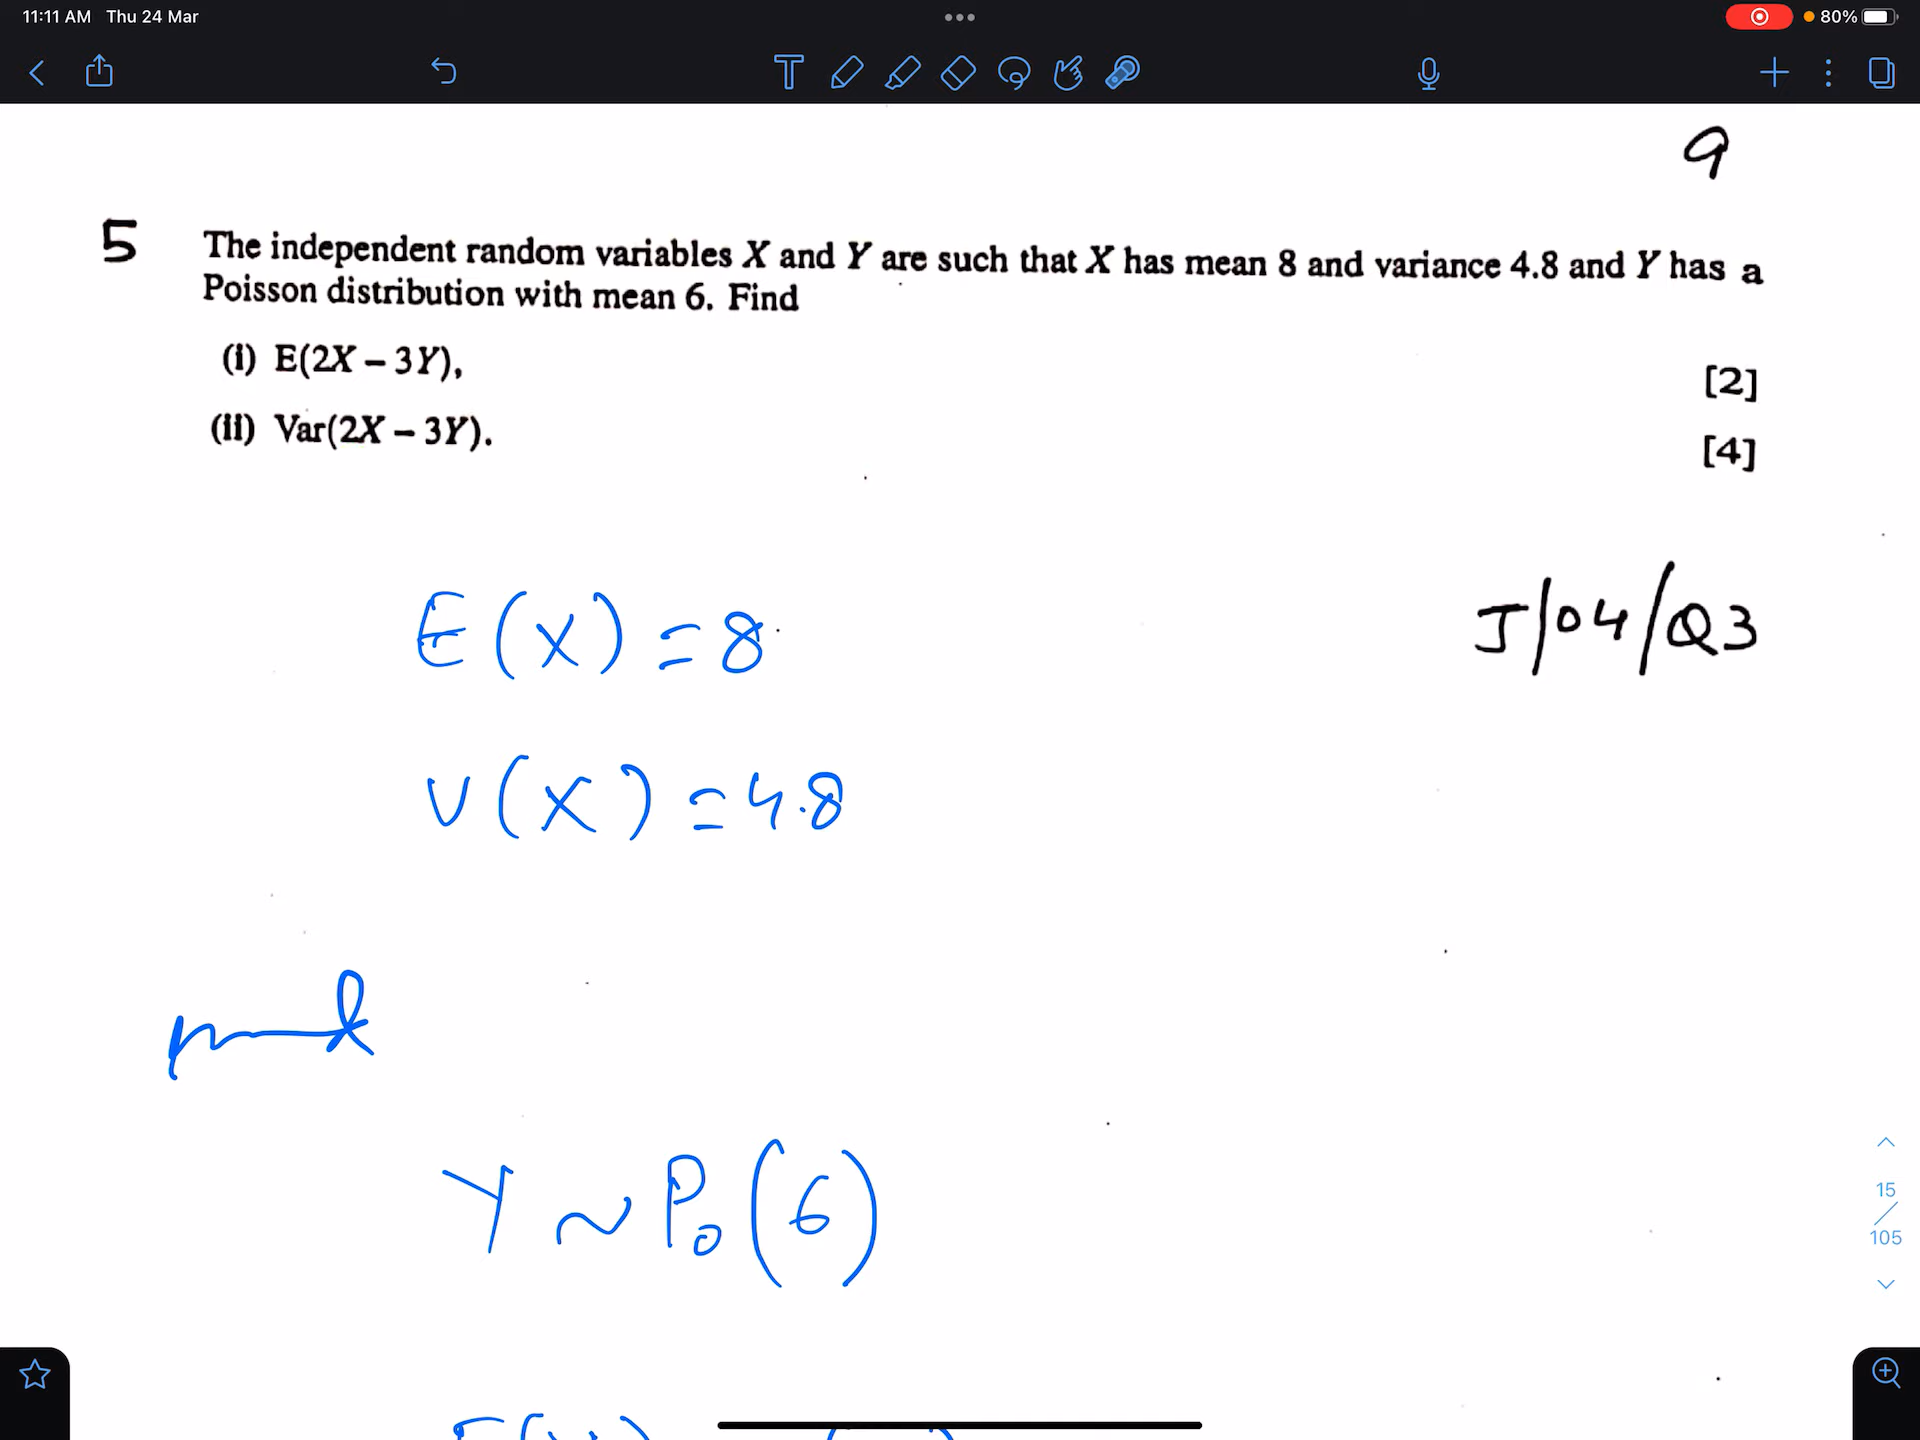 11:11 AM Thu 24 Mar
80%
9
5 The independent random variables X and Y are such that X has mean 8 and variance 4.8 and Y has a
Poisson distribution with mean 6. Find
(i) E(2X – 3Y), [2]
(ii) Var(2X – 3Y). [4]
E(X) = 8
J/04/Q3
V(X) = 4.8
Y ~ Po(6)
15
/
105